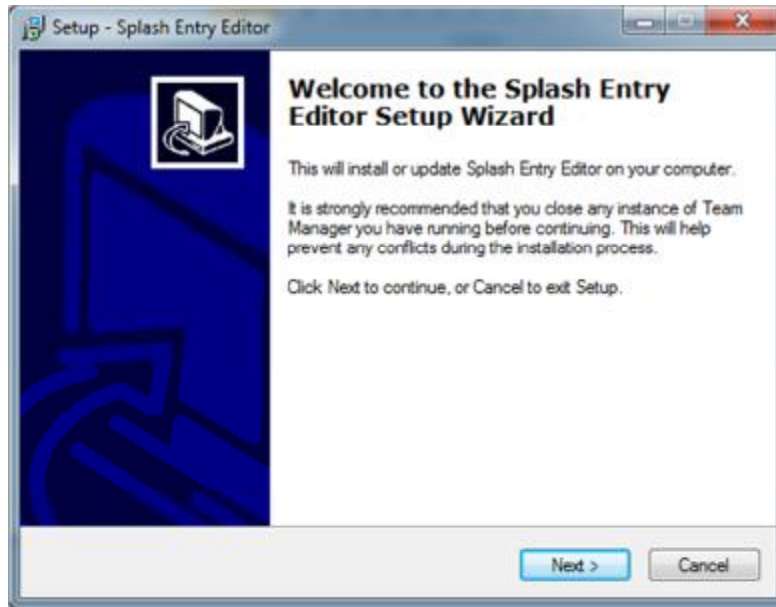 Setup - Splash Entry Editor
Welcome to the Splash Entry
Editor Setup Wizard
This will install or update Splash Entry Editor on your computer.
It is strongly recommended that you close any instance of Team
Manager you have running before continuing. This will help
prevent any conflicts during the installation process.
Click Next to continue, or Cancel to exit Setup.
Next >
Cancel